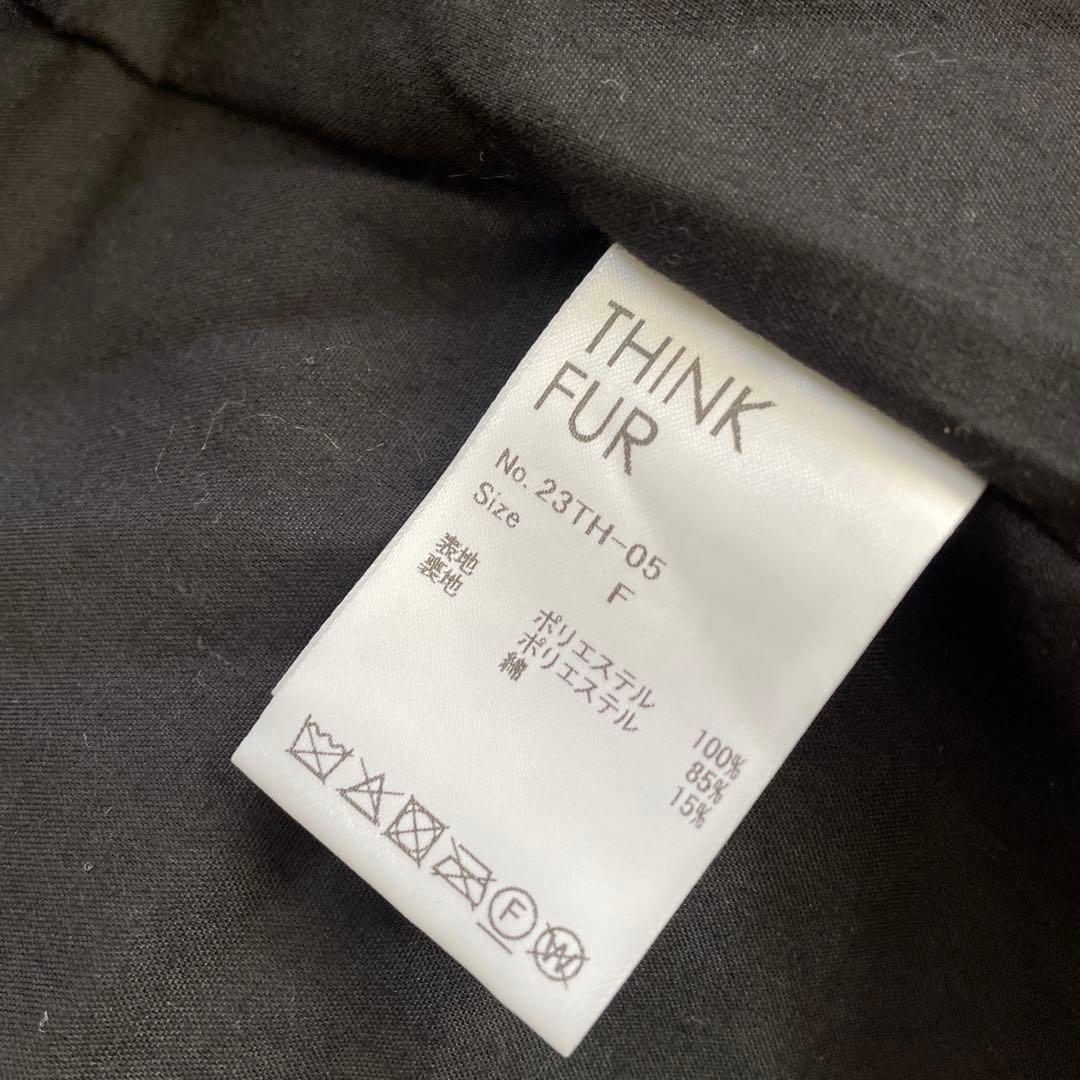 THINK
FUR
No. 23TH-05
Size F
表地 ポリエステル 100%
裏地 ポリエステル 85%
綿 15%
F
W